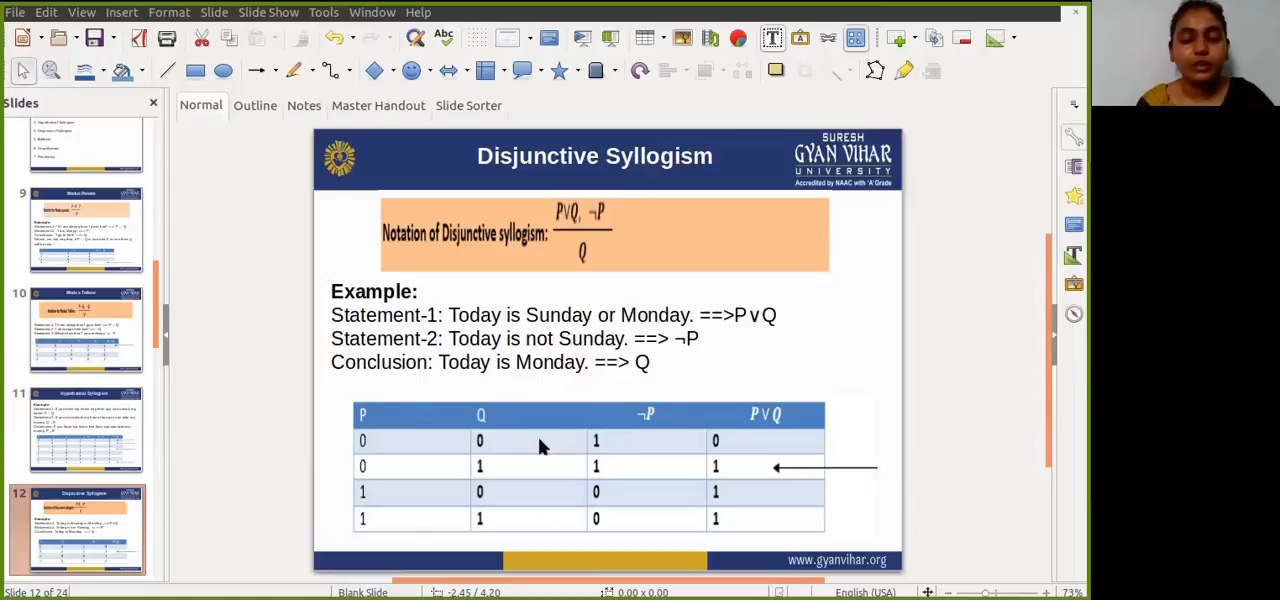 File Edit View Insert Format Slide Slide Show Tools Window Help
Abc
Slides
Normal Outline Notes Master Handout Slide Sorter
9
10
11
12
Disjunctive Syllogism
SURESH
GYAN VIHAR
UNIVERSITY
Accredited by NAAC with 'A' Grade
Notation of Disjunctive syllogism: P∨Q, ¬P
Q
Example:
Statement-1: Today is Sunday or Monday. ==>P∨Q
Statement-2: Today is not Sunday. ==> ¬P
Conclusion: Today is Monday. ==> Q
P Q ¬P P ∨ Q
0 0 1 0
0 1 1 1
1 0 0 1
1 1 0 1
www.gyanvihar.org
Slide 12 of 24 Blank Slide -2.45 / 4.20 0.00 x 0.00 English (USA) 73%